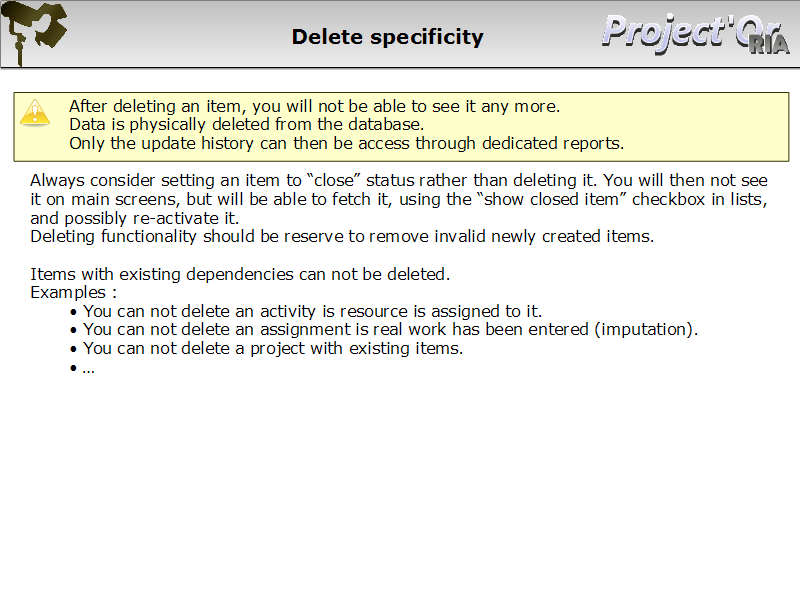 Delete specificity
Project'Or
RIA
After deleting an item, you will not be able to see it any more.
Data is physically deleted from the database.
Only the update history can then be access through dedicated reports.
Always consider setting an item to “close” status rather than deleting it. You will then not see
it on main screens, but will be able to fetch it, using the “show closed item” checkbox in lists,
and possibly re-activate it.
Deleting functionality should be reserve to remove invalid newly created items.
Items with existing dependencies can not be deleted.
Examples :
• You can not delete an activity is resource is assigned to it.
• You can not delete an assignment is real work has been entered (imputation).
• You can not delete a project with existing items.
• …